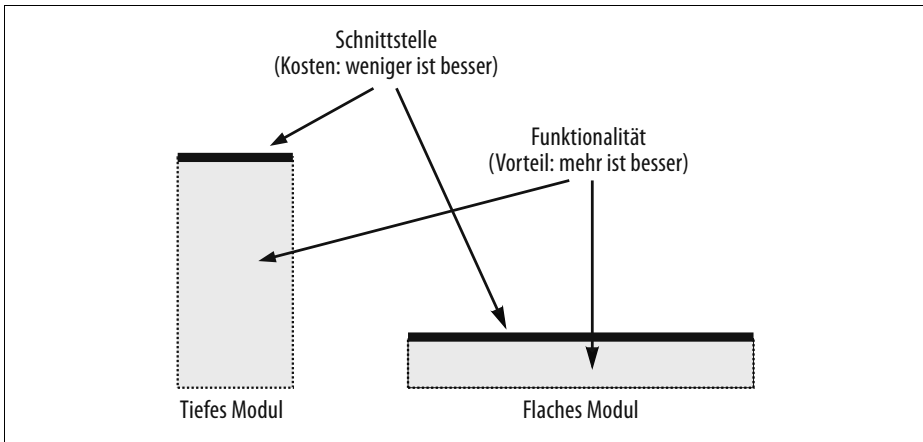 Schnittstelle
(Kosten: weniger ist besser)
Funktionalität
(Vorteil: mehr ist besser)
Tiefes Modul
Flaches Modul